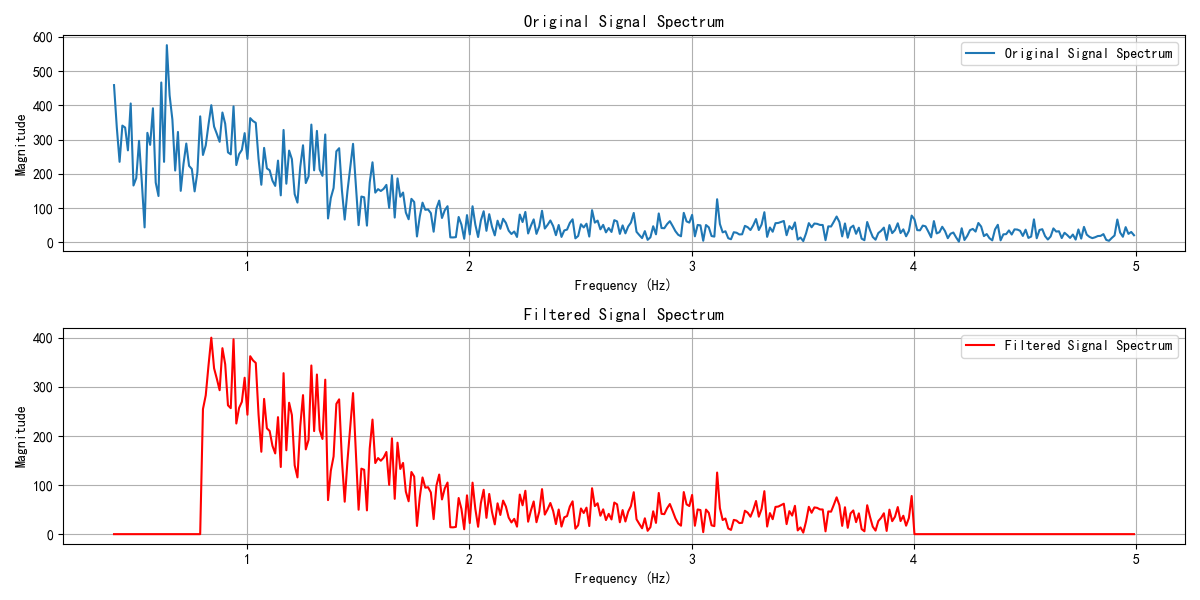 Original Signal Spectrum
600
500
400
300
200
100
0
Magnitude
Original Signal Spectrum
1 2 3 4 5
Frequency (Hz)
Filtered Signal Spectrum
400
300
200
100
0
Magnitude
Filtered Signal Spectrum
1 2 3 4 5
Frequency (Hz)